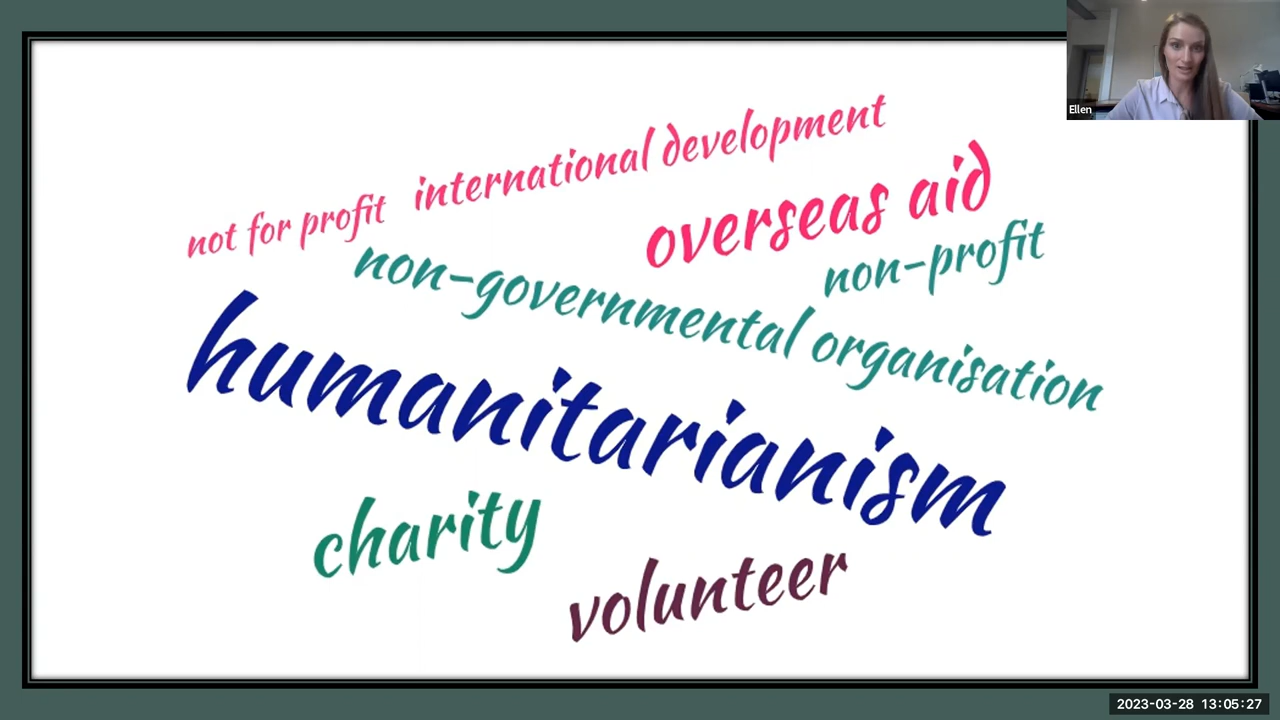 Ellen
international development
not for profit
overseas aid
non-profit
non-governmental organisation
humanitarianism
charity
volunteer
2023-03-28 13:05:27